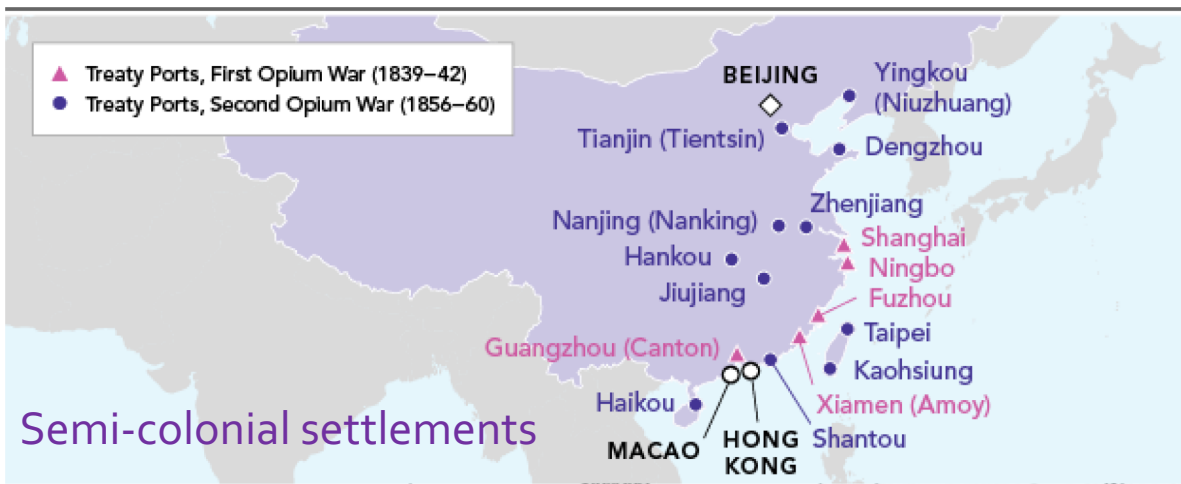 Treaty Ports, First Opium War (1839–42)
Treaty Ports, Second Opium War (1856–60)
BEIJING
Yingkou
(Niuzhuang)
Tianjin (Tientsin)
Dengzhou
Zhenjiang
Nanjing (Nanking)
Shanghai
Hankou
Ningbo
Jiujiang
Fuzhou
Taipei
Guangzhou (Canton)
Kaohsiung
Haikou
Xiamen (Amoy)
Semi-colonial settlements
MACAO
HONG
KONG
Shantou